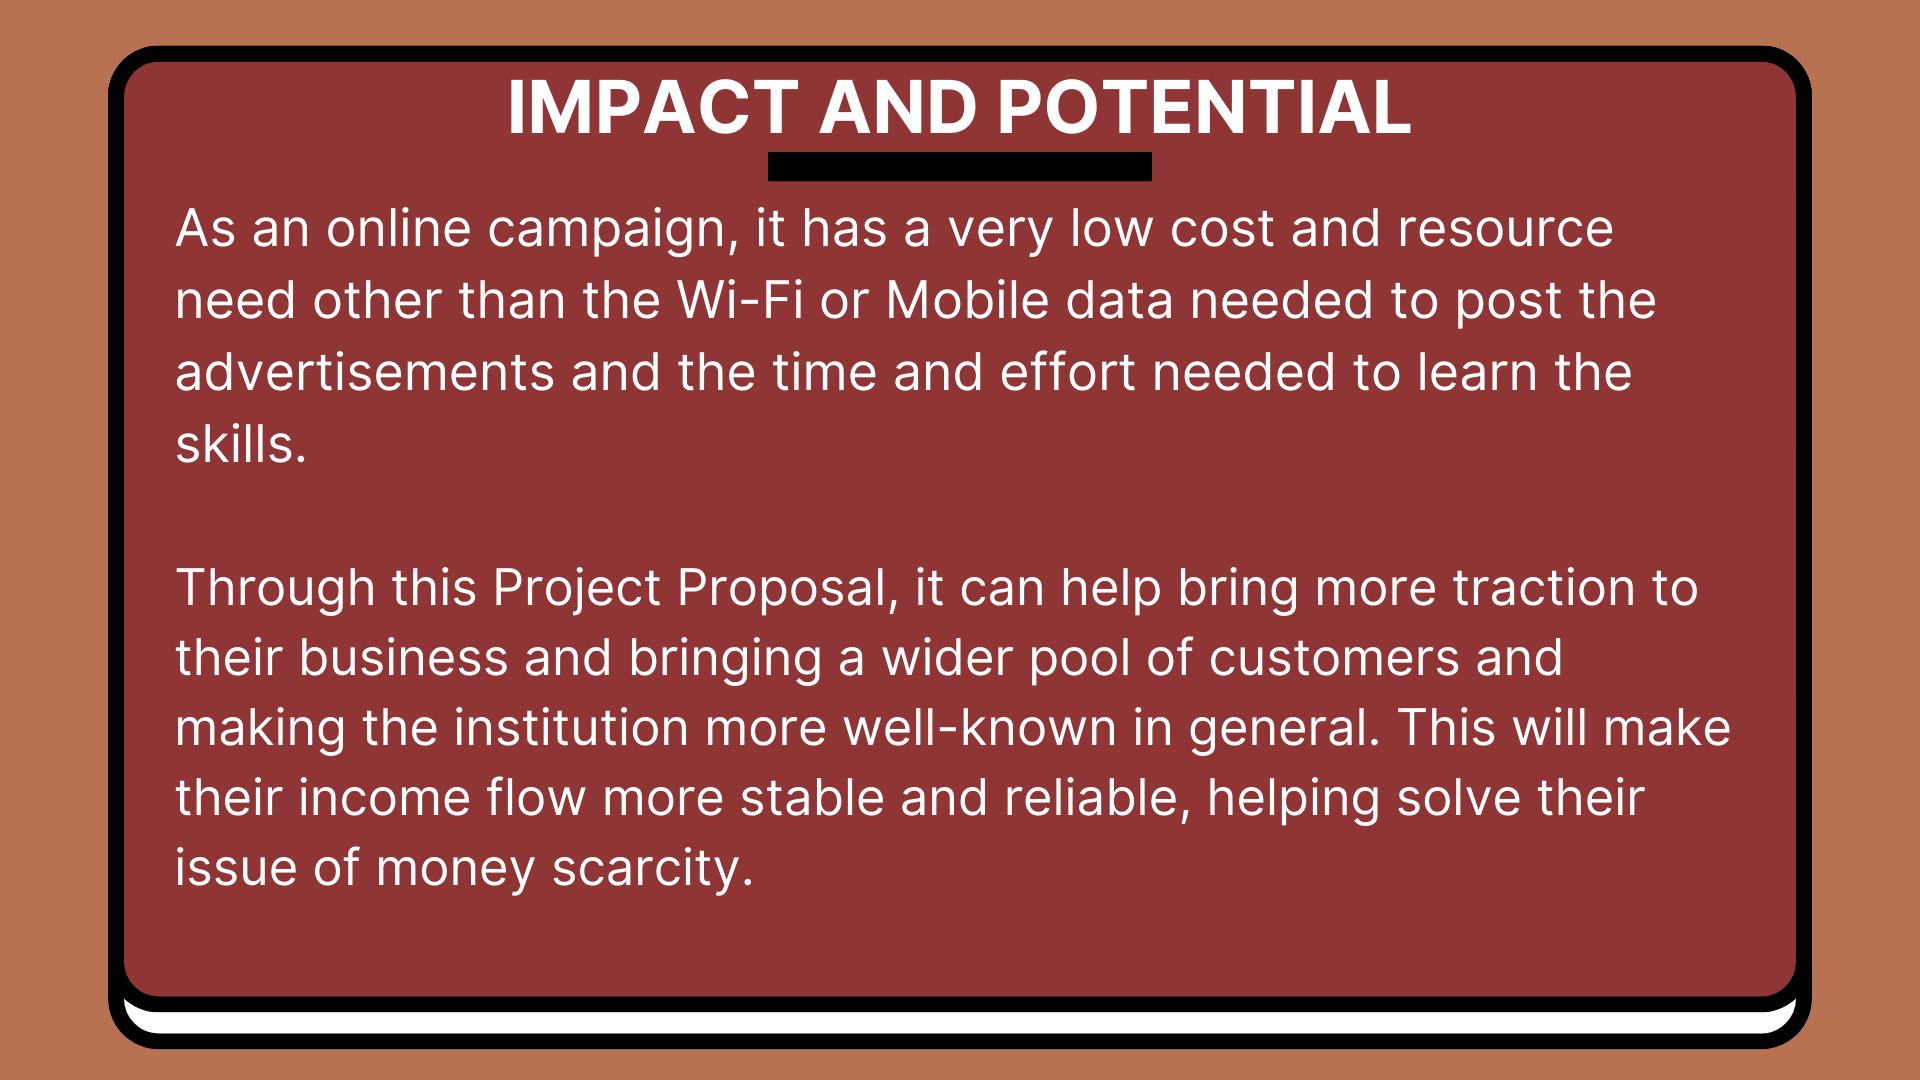 IMPACT AND POTENTIAL
As an online campaign, it has a very low cost and resource
need other than the Wi-Fi or Mobile data needed to post the
advertisements and the time and effort needed to learn the
skills.
Through this Project Proposal, it can help bring more traction to
their business and bringing a wider pool of customers and
making the institution more well-known in general. This will make
their income flow more stable and reliable, helping solve their
issue of money scarcity.